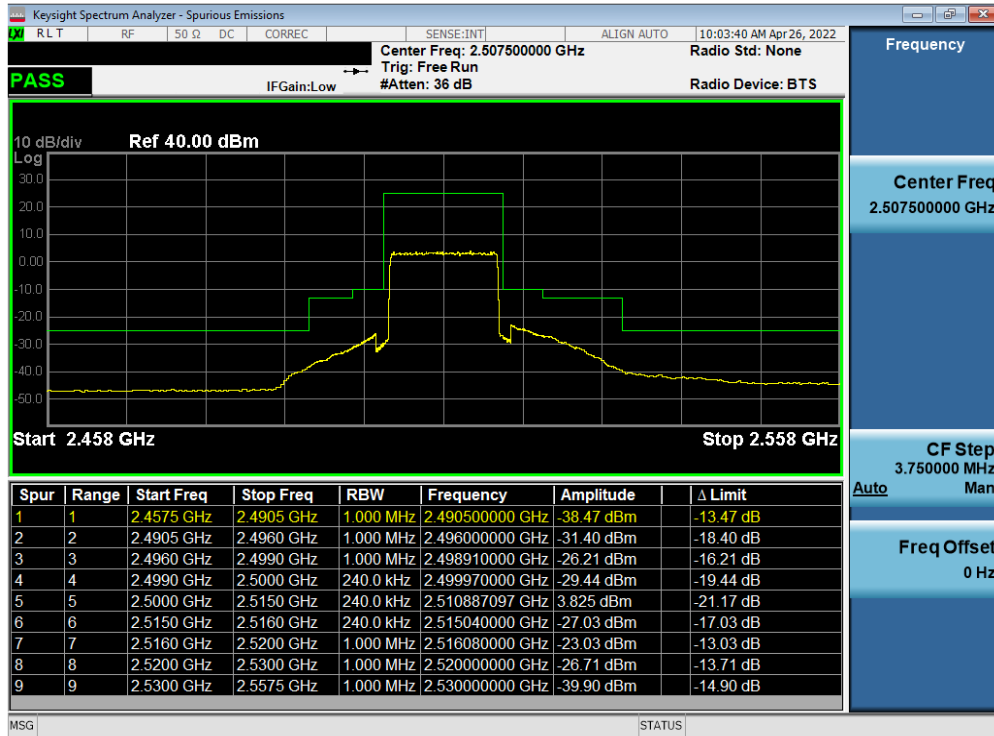 Keysight Spectrum Analyzer - Spurious Emissions
LXI RLT RF 50 Ω DC CORREC SENSE:INT ALIGN AUTO 10:03:40 AM Apr 26, 2022
Center Freq: 2.507500000 GHz Radio Std: None
Trig: Free Run
PASS IFGain:Low #Atten: 36 dB Radio Device: BTS
Frequency
10 dB/div Ref 40.00 dBm
Log
30.0
20.0
10.0
0.00
-10.0
-20.0
-30.0
-40.0
-50.0
Start 2.458 GHz Stop 2.558 GHz
Spur Range Start Freq Stop Freq RBW Frequency Amplitude Δ Limit
1 1 2.4575 GHz 2.4905 GHz 1.000 MHz 2.490500000 GHz -38.47 dBm -13.47 dB
2 2 2.4905 GHz 2.4960 GHz 1.000 MHz 2.496000000 GHz -31.40 dBm -18.40 dB
3 3 2.4960 GHz 2.4990 GHz 1.000 MHz 2.498910000 GHz -26.21 dBm -16.21 dB
4 4 2.4990 GHz 2.5000 GHz 240.0 kHz 2.499970000 GHz -29.44 dBm -19.44 dB
5 5 2.5000 GHz 2.5150 GHz 240.0 kHz 2.510887097 GHz 3.825 dBm -21.17 dB
6 6 2.5150 GHz 2.5160 GHz 240.0 kHz 2.515040000 GHz -27.03 dBm -17.03 dB
7 7 2.5160 GHz 2.5200 GHz 1.000 MHz 2.516080000 GHz -23.03 dBm -13.03 dB
8 8 2.5200 GHz 2.5300 GHz 1.000 MHz 2.520000000 GHz -26.71 dBm -13.71 dB
9 9 2.5300 GHz 2.5575 GHz 1.000 MHz 2.530000000 GHz -39.90 dBm -14.90 dB
Center Freq
2.507500000 GHz
CF Step
3.750000 MHz
Auto Man
Freq Offset
0 Hz
MSG STATUS